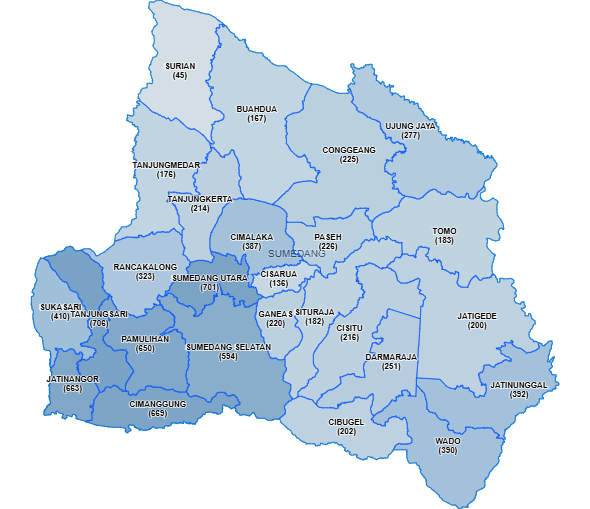 SURIAN
(45)
BUAHDUA
(167)
UJUNG JAYA
(277)
CONGGEANG
(225)
TANJUNGMEDAR
(176)
TANJUNGKERTA
(214)
CIMALAKA
(387)
PASEH
(226)
TOMO
(183)
SUMEDANG
RANCAKALONG
(323)
SUMEDANG UTARA
(701)
CISARUA
(136)
SUKASARI
(410)
TANJUNGSARI
(706)
GANEAS
(220)
SITURAJA
(182)
JATIGEDE
(200)
CISITU
(216)
PAMULIHAN
(650)
SUMEDANG SELATAN
(594)
DARMARAJA
(251)
JATINANGOR
(663)
JATINUNGGAL
(392)
CIMANGGUNG
(669)
CIBUGEL
(202)
WADO
(390)